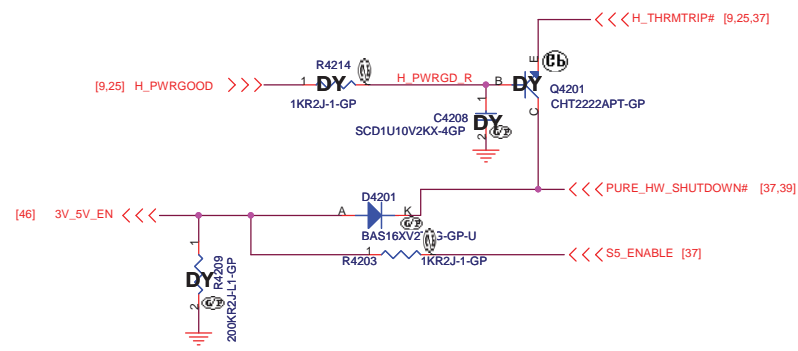 H_THRMTRIP# [9,25,37]
R4214
[9,25] H_PWRGOOD
1
DY
2
H_PWRGD_R
B
E
DY
Q4201
1KR2J-1-GP
CHT2222APT-GP
C
1
C4208
DY
G/P
SCD1U10V2KX-4GP
2
PURE_HW_SHUTDOWN# [37,39]
D4201
[46] 3V_5V_EN
A
K
G/P
1
R4203
1KR2J-1-GP
S5_ENABLE [37]
1
DY
R4209
200KR2J-L1-GP
2
G/P